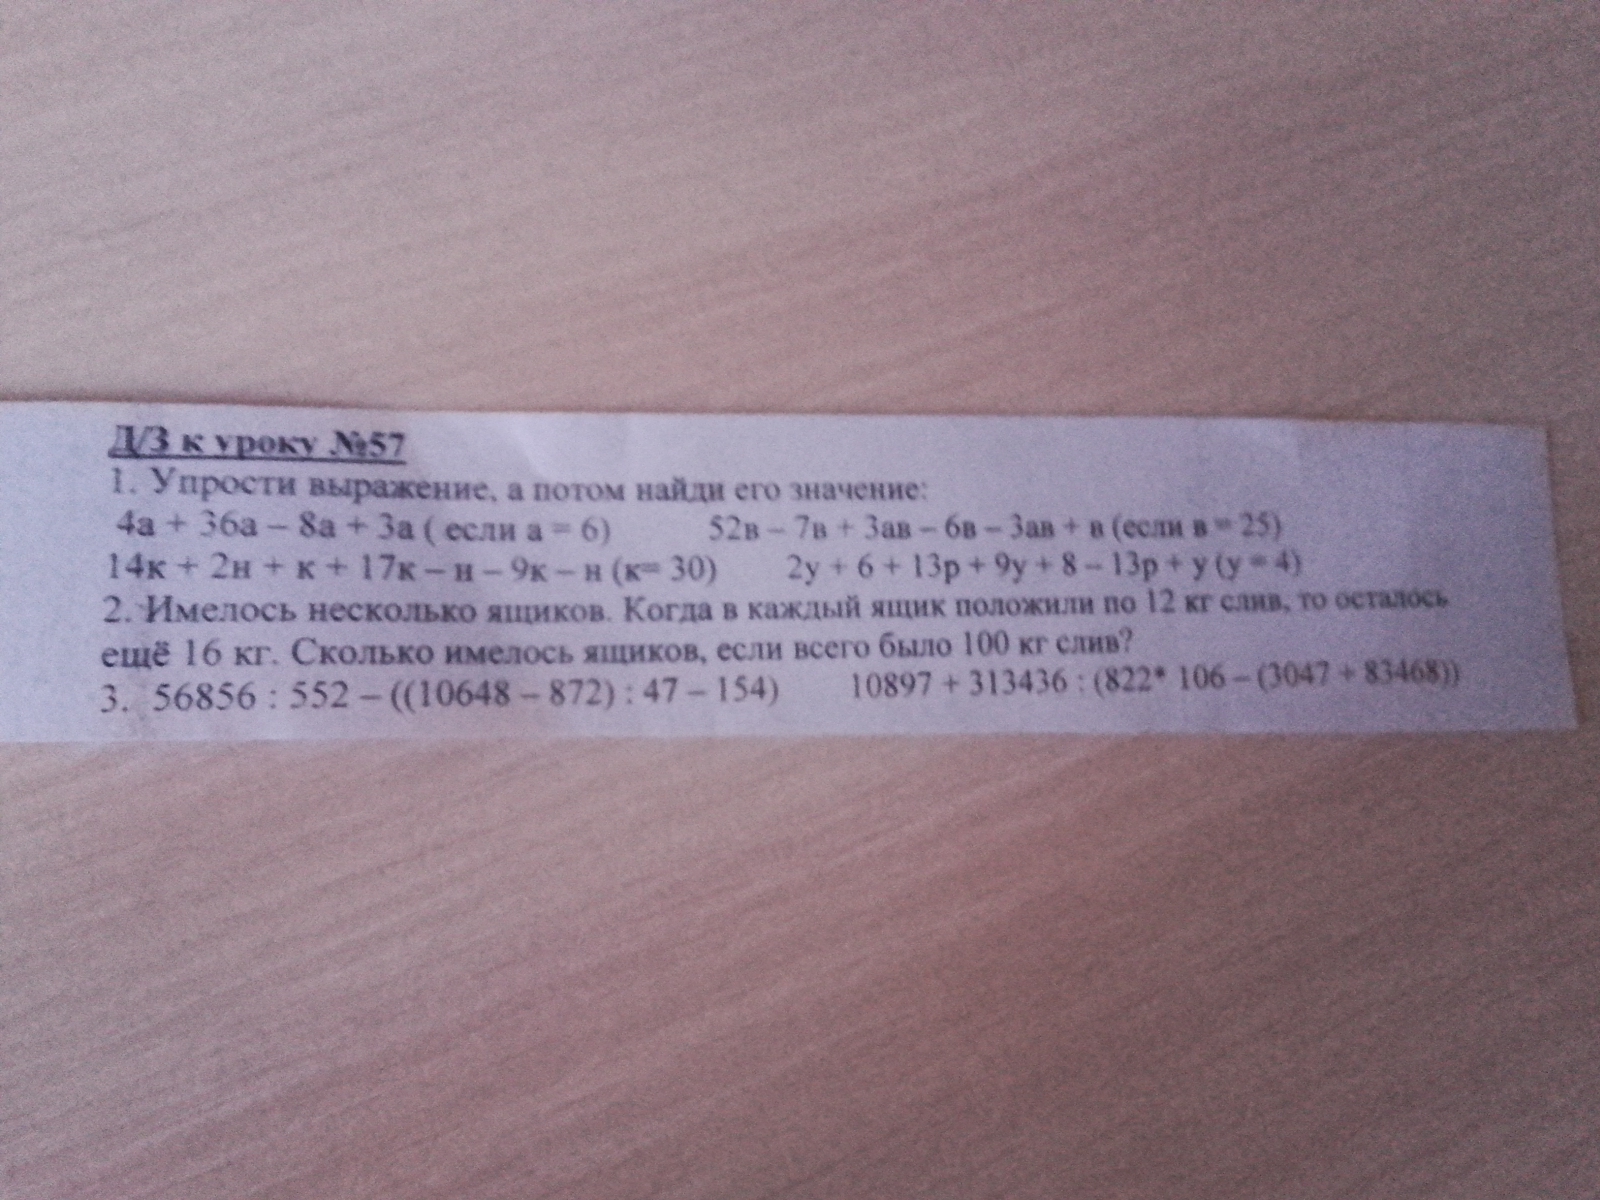 Д/З к уроку №57
1. Упрости выражение, а потом найди его значение:
4а + 36а – 8а + 3а ( если а = 6) 52в – 7в + 3ав – 6в – 3ав + в (если в = 25)
14к + 2н + к + 17к – н – 9к – н (к= 30) 2у + 6 + 13р + 9у + 8 – 13р + у (у = 4)
2. Имелось несколько ящиков. Когда в каждый ящик положили по 12 кг слив, то осталось
ещё 16 кг. Сколько имелось ящиков, если всего было 100 кг слив?
3. 56856 : 552 – ((10648 – 872) : 47 – 154) 10897 + 313436 : (822* 106 – (3047 + 83468))